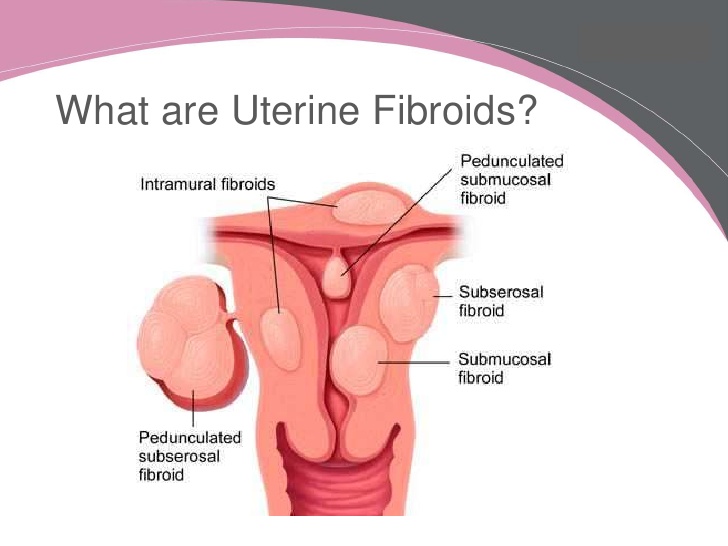 What are Uterine Fibroids?
Intramural fibroids
Pedunculated
submucosal
fibroid
Subserosal
fibroid
Submucosal
fibroid
Pedunculated
subserosal
fibroid